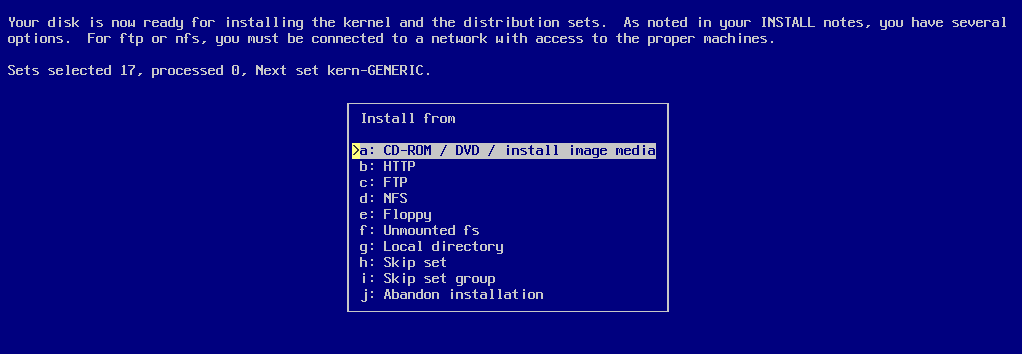 Your disk is now ready for installing the kernel and the distribution sets.  As noted in your INSTALL notes, you have several
options.  For ftp or nfs, you must be connected to a network with access to the proper machines.
Sets selected 17, processed 0, Next set kern-GENERIC.
Install from
>a: CD-ROM / DVD / install image media
b: HTTP
c: FTP
d: NFS
e: Floppy
f: Unmounted fs
g: Local directory
h: Skip set
i: Skip set group
j: Abandon installation